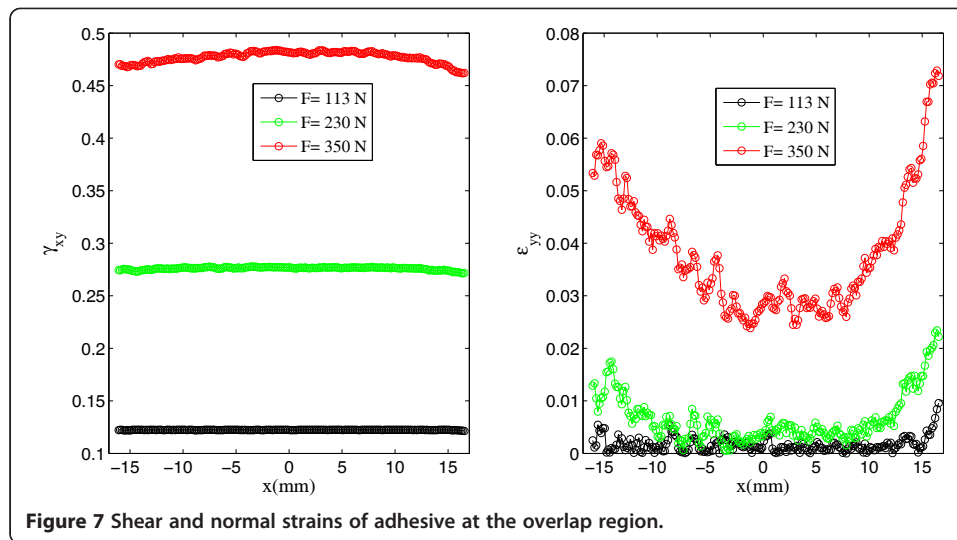 0.5
0.45
0.4
0.35
0.3
0.25
0.2
0.15
0.1
γxy
F= 113 N
F= 230 N
F= 350 N
−15 −10 −5 0 5 10 15
x(mm)
0.08
0.07
0.06
0.05
0.04
0.03
0.02
0.01
0
εyy
F= 113 N
F= 230 N
F= 350 N
−15 −10 −5 0 5 10 15
x(mm)
Figure 7 Shear and normal strains of adhesive at the overlap region.